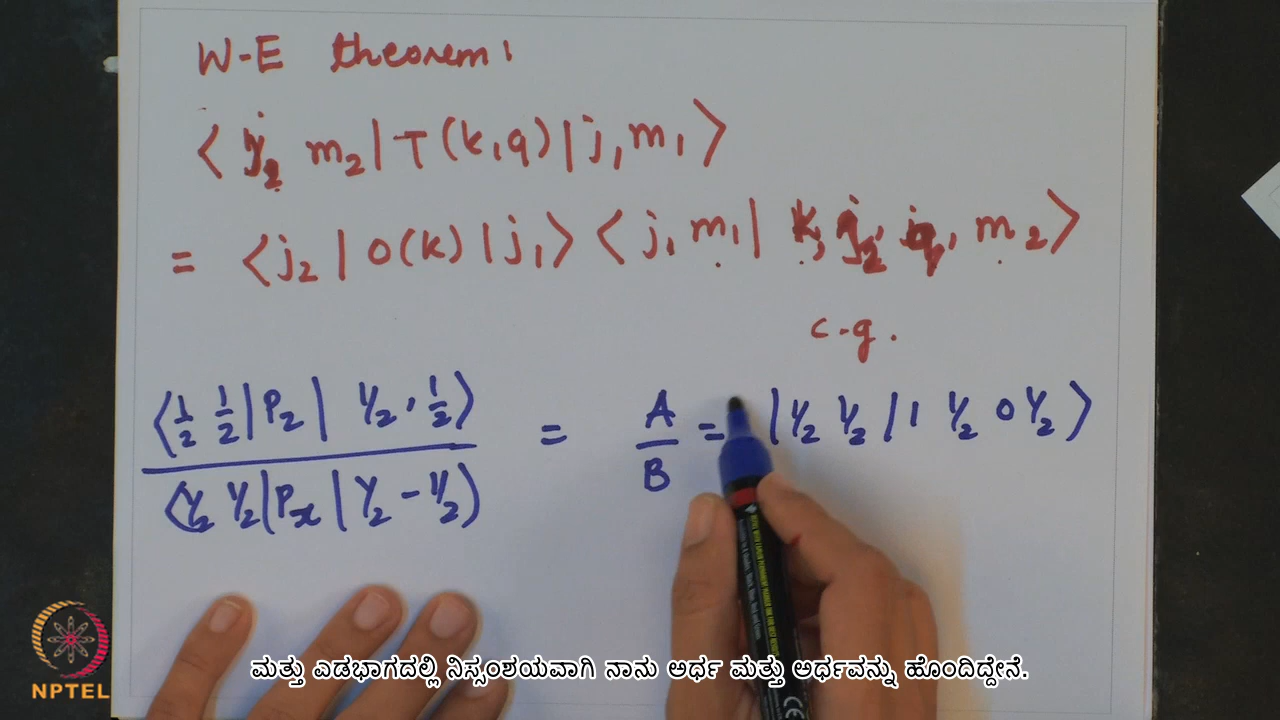 W-E theorem:
⟨ j₂ m₂ | T(k,q) | j₁ m₁ ⟩
= ⟨ j₂ | O(k) | j₁ ⟩ ⟨ j₁ m₁ | k, j₂, q, m₂ ⟩
c.g.
⟨ 1/2 1/2 | P_z | 1/2, 1/2 ⟩ = A = | 1/2 1/2 | 1 1/2 0 1/2 ⟩
⟨ 1/2 1/2 | P_x | 1/2 -1/2 ⟩ B
NPTEL
ಮತ್ತು ಎಡಭಾಗದಲ್ಲಿ ನಿಸ್ಸಂಶಯವಾಗಿ ನಾನು ಅರ್ಧ ಮತ್ತು ಅರ್ಧವನ್ನು ಹೊಂದಿದ್ದೇನೆ.